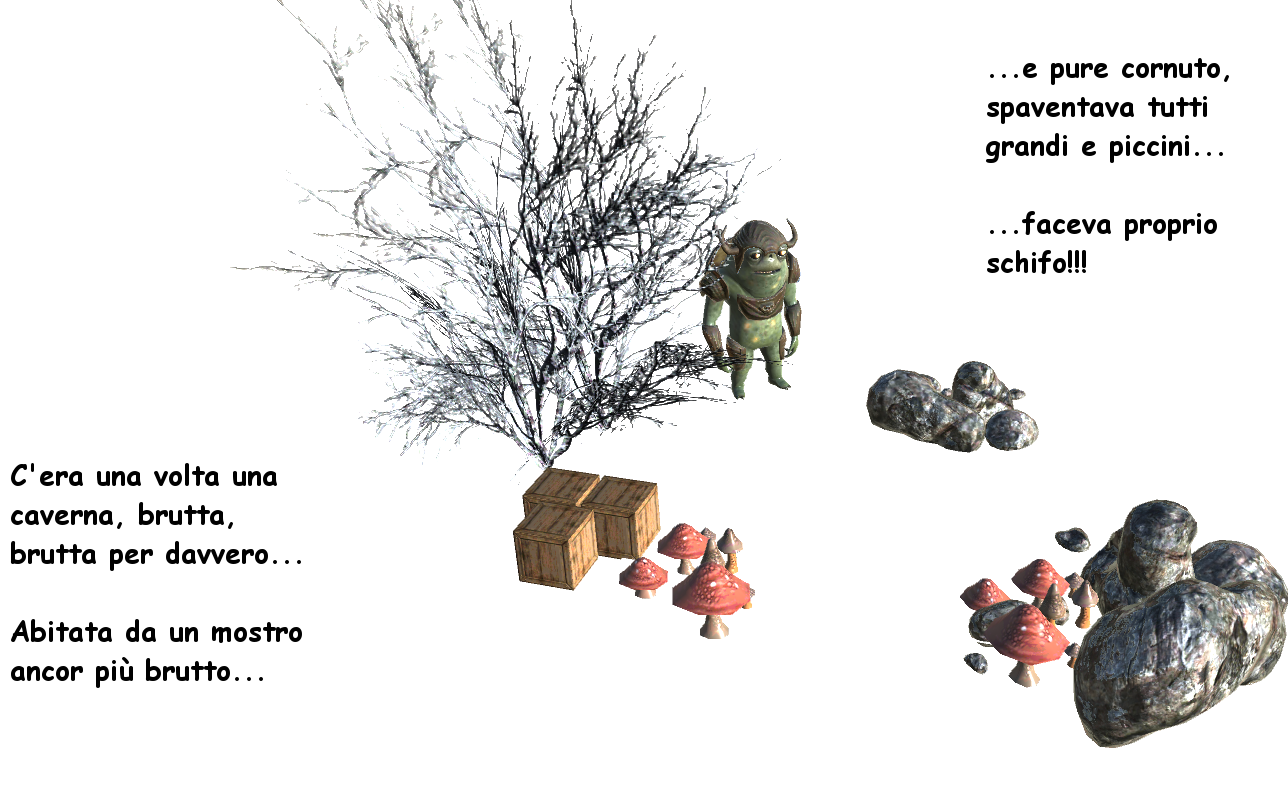 C'era una volta una
caverna, brutta,
brutta per davvero...
Abitata da un mostro
ancor più brutto...
...e pure cornuto,
spaventava tutti
grandi e piccini...
...faceva proprio
schifo!!!